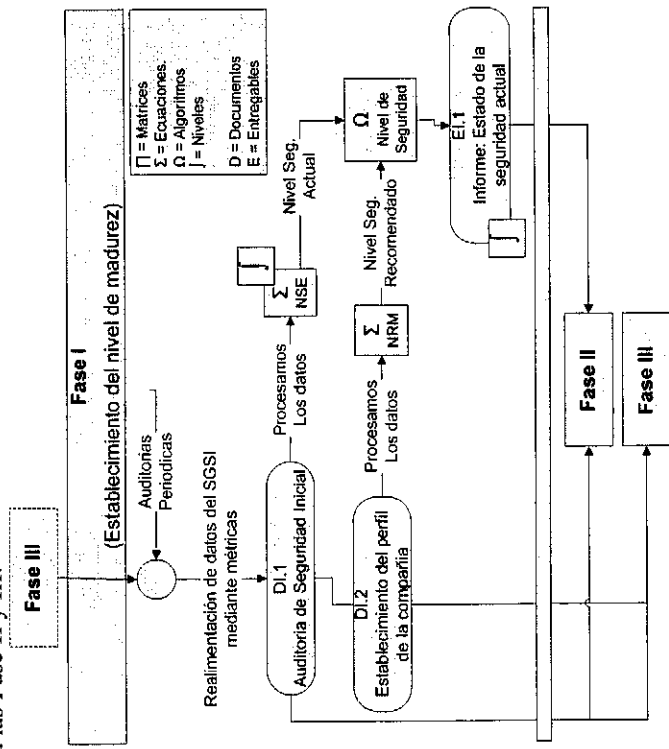 Fase III
Fase I
(Establecimiento del nivel de madurez)
∏ = Matrices
Σ = Ecuaciones.
Ω = Algoritmos
∫ = Niveles
D = Documentos
E = Entregables
Auditorias
Periodicas
Realimentación de datos del SGSI
mediante métricas
DI.1
Auditoria de Seguridad Inicial
Procesamos
Los datos
Σ
NSE
∫
Nivel Seg.
Actual
DI.2
Establecimiento del perfil
de la compañia
Procesamos
Los datos
Σ
NRM
Nivel Seg.
Recomendado
Ω
Nivel de
Seguridad
EI.1
Informe: Estado de la
seguridad actual
∫
Fase II
Fase III